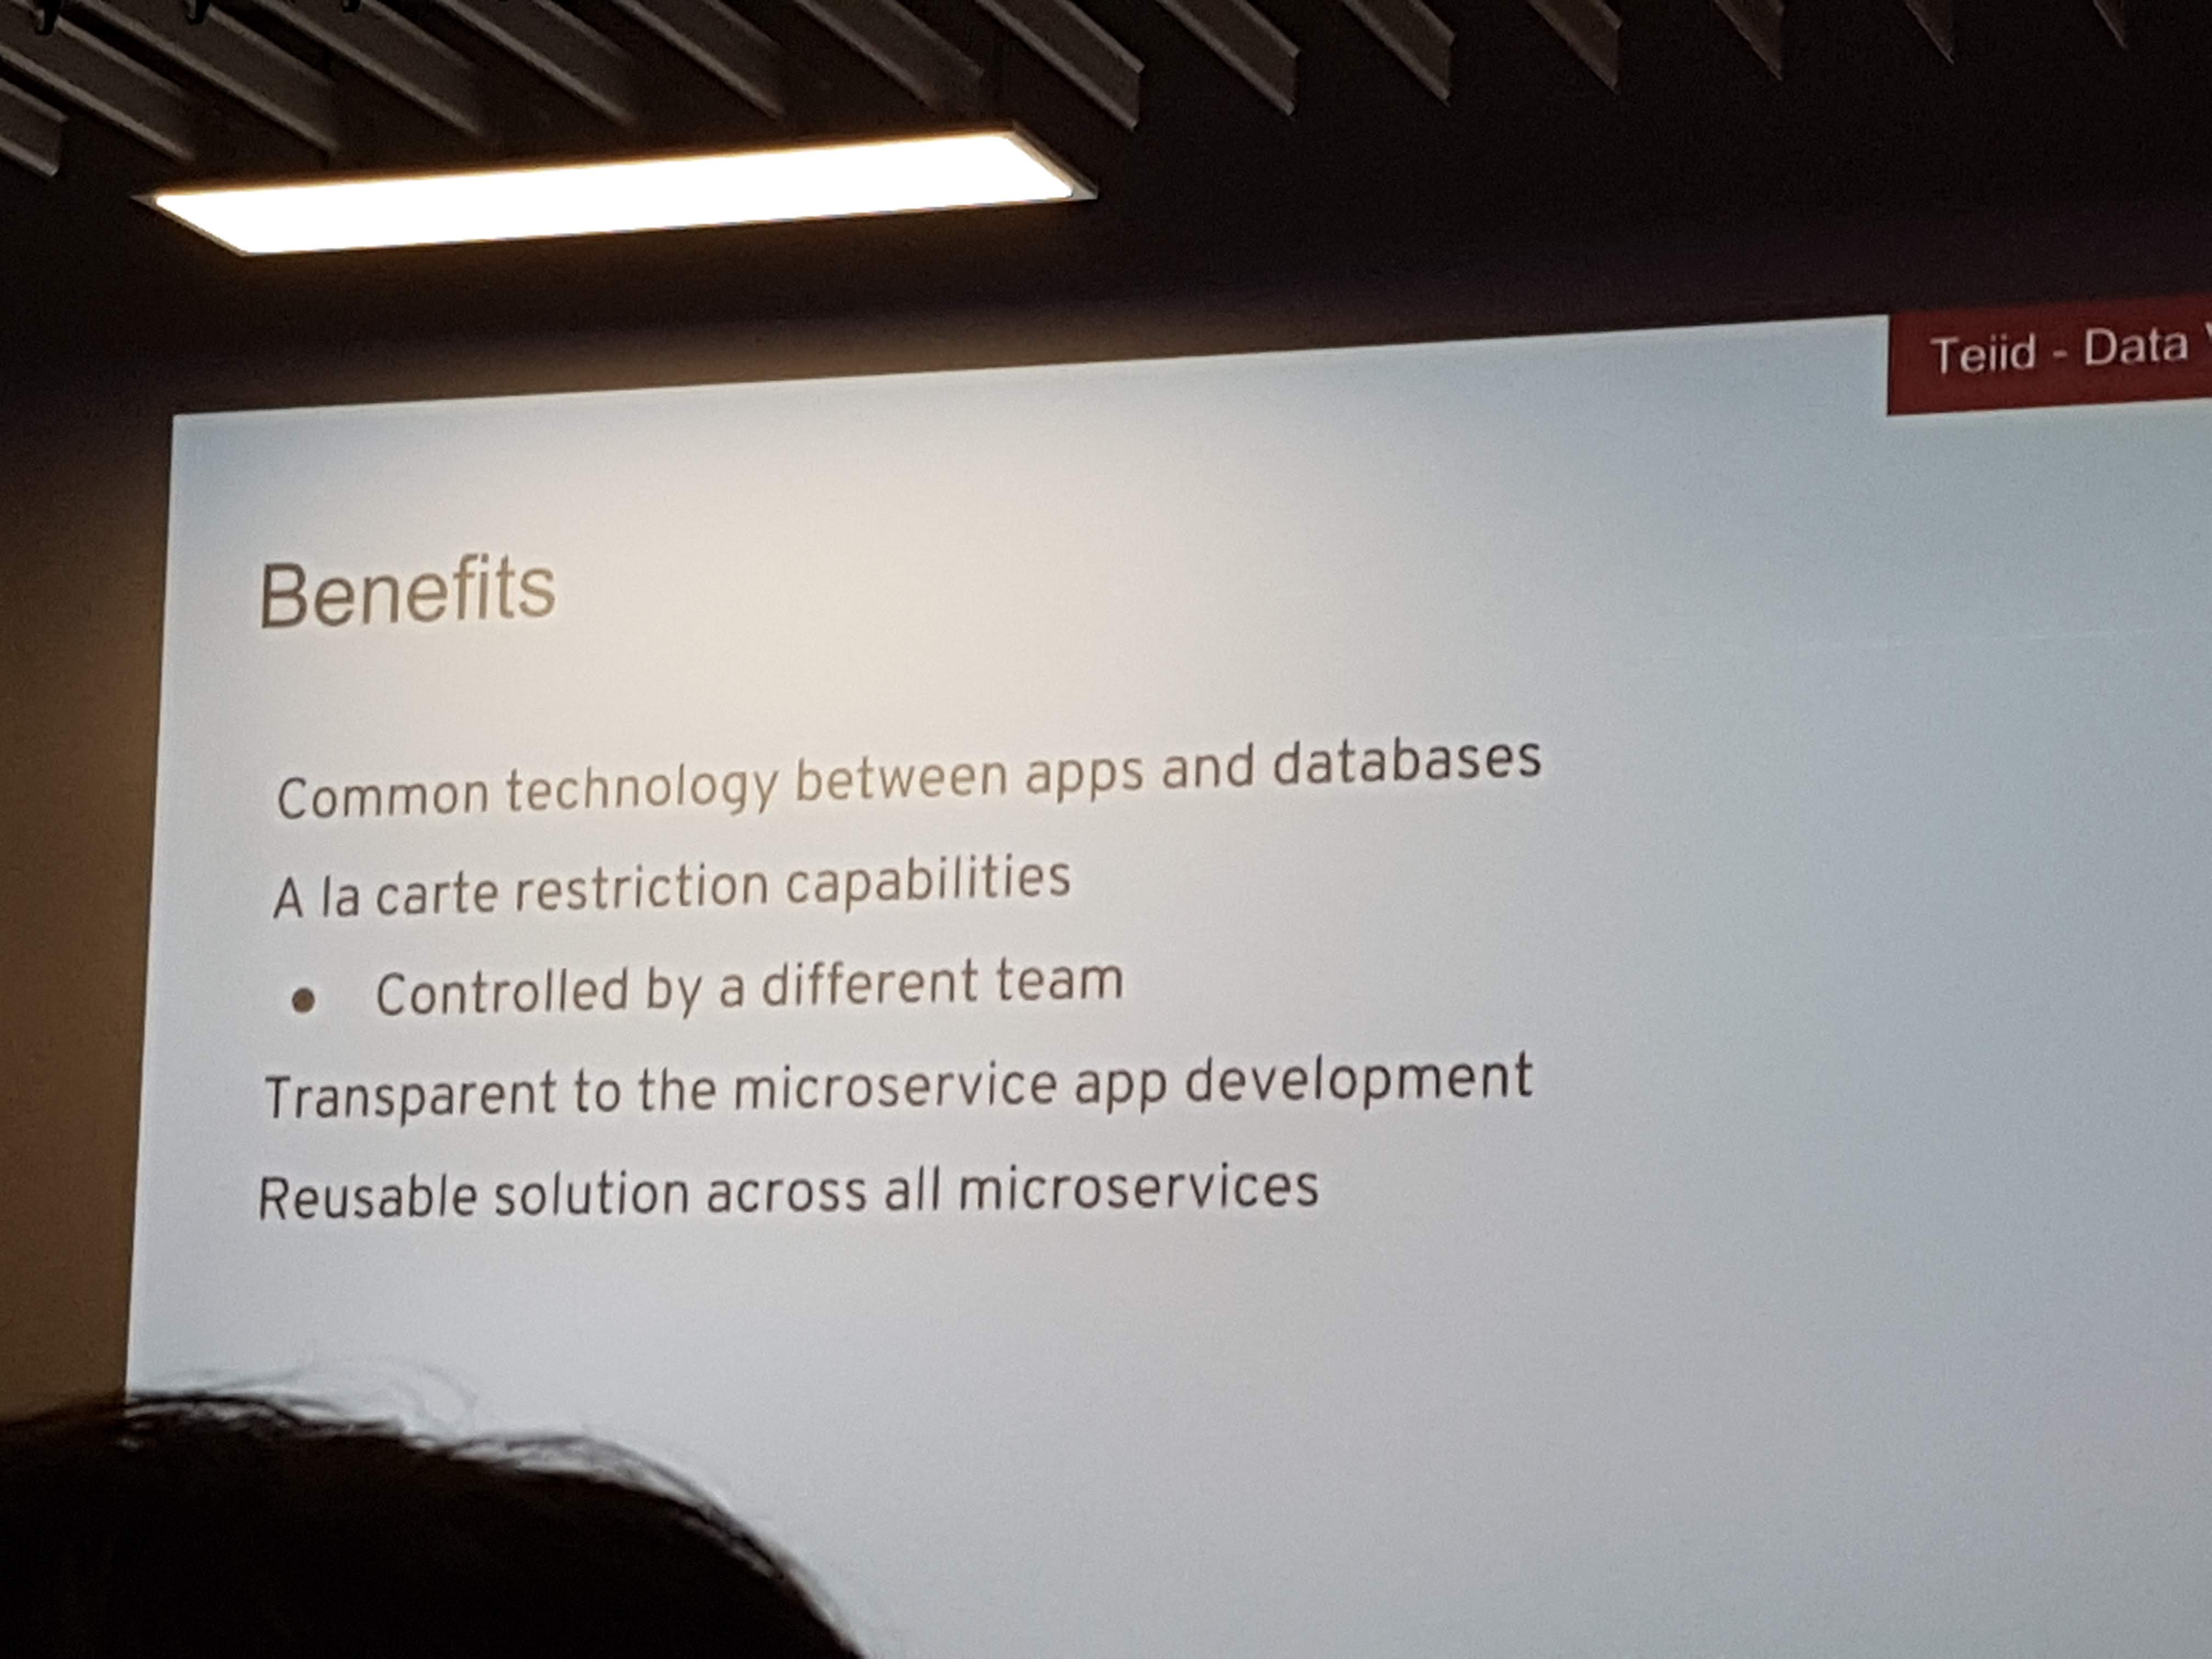 Teiid - Data
Benefits
Common technology between apps and databases
A la carte restriction capabilities
● Controlled by a different team
Transparent to the microservice app development
Reusable solution across all microservices